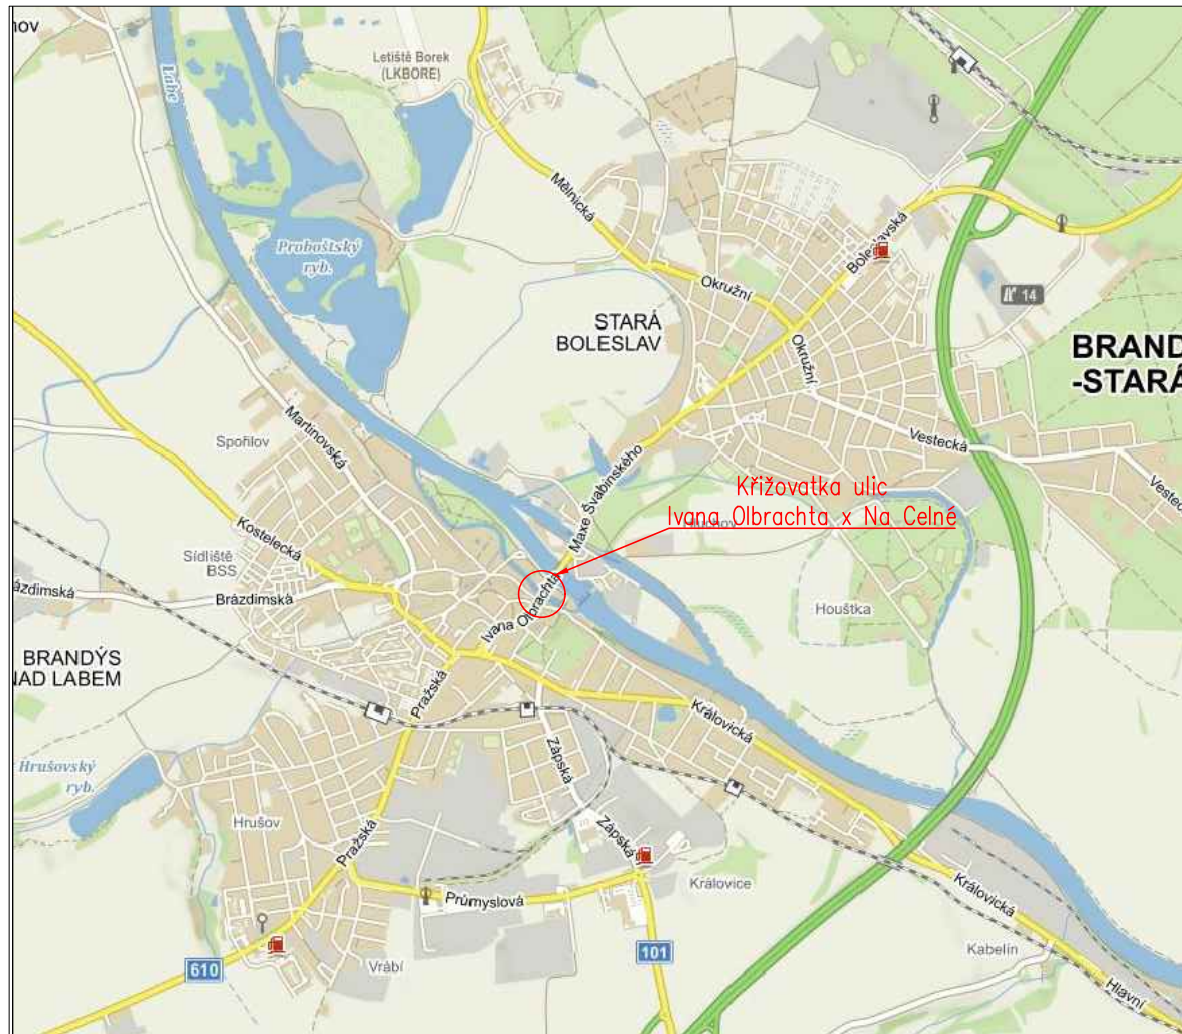 nov
Letiště Borek
(LKBORE)
Labe
Mělnická
Proboštský
ryb.
Boleslavská
Okružní
14
STARÁ
BOLESLAV
Okružní
BRAND
-STARÁ
Martinovská
Spořilov
Vestecká
Vestec
Maxe Švabinského
Křižovatka ulic
Ivana Olbrachta x Na Celné
Kostelecká
Sídliště
BSS
ázdimská
Brázdimská
Ivana Olbrachta
Houštka
BRANDÝS
NAD LABEM
Pražská
Královická
Zápská
Hrušovský
ryb.
Hrušov
Pražská
Zápská
Královice
Průmyslová
Královická
Kabelín
101
610
Vrábí
Hlavní